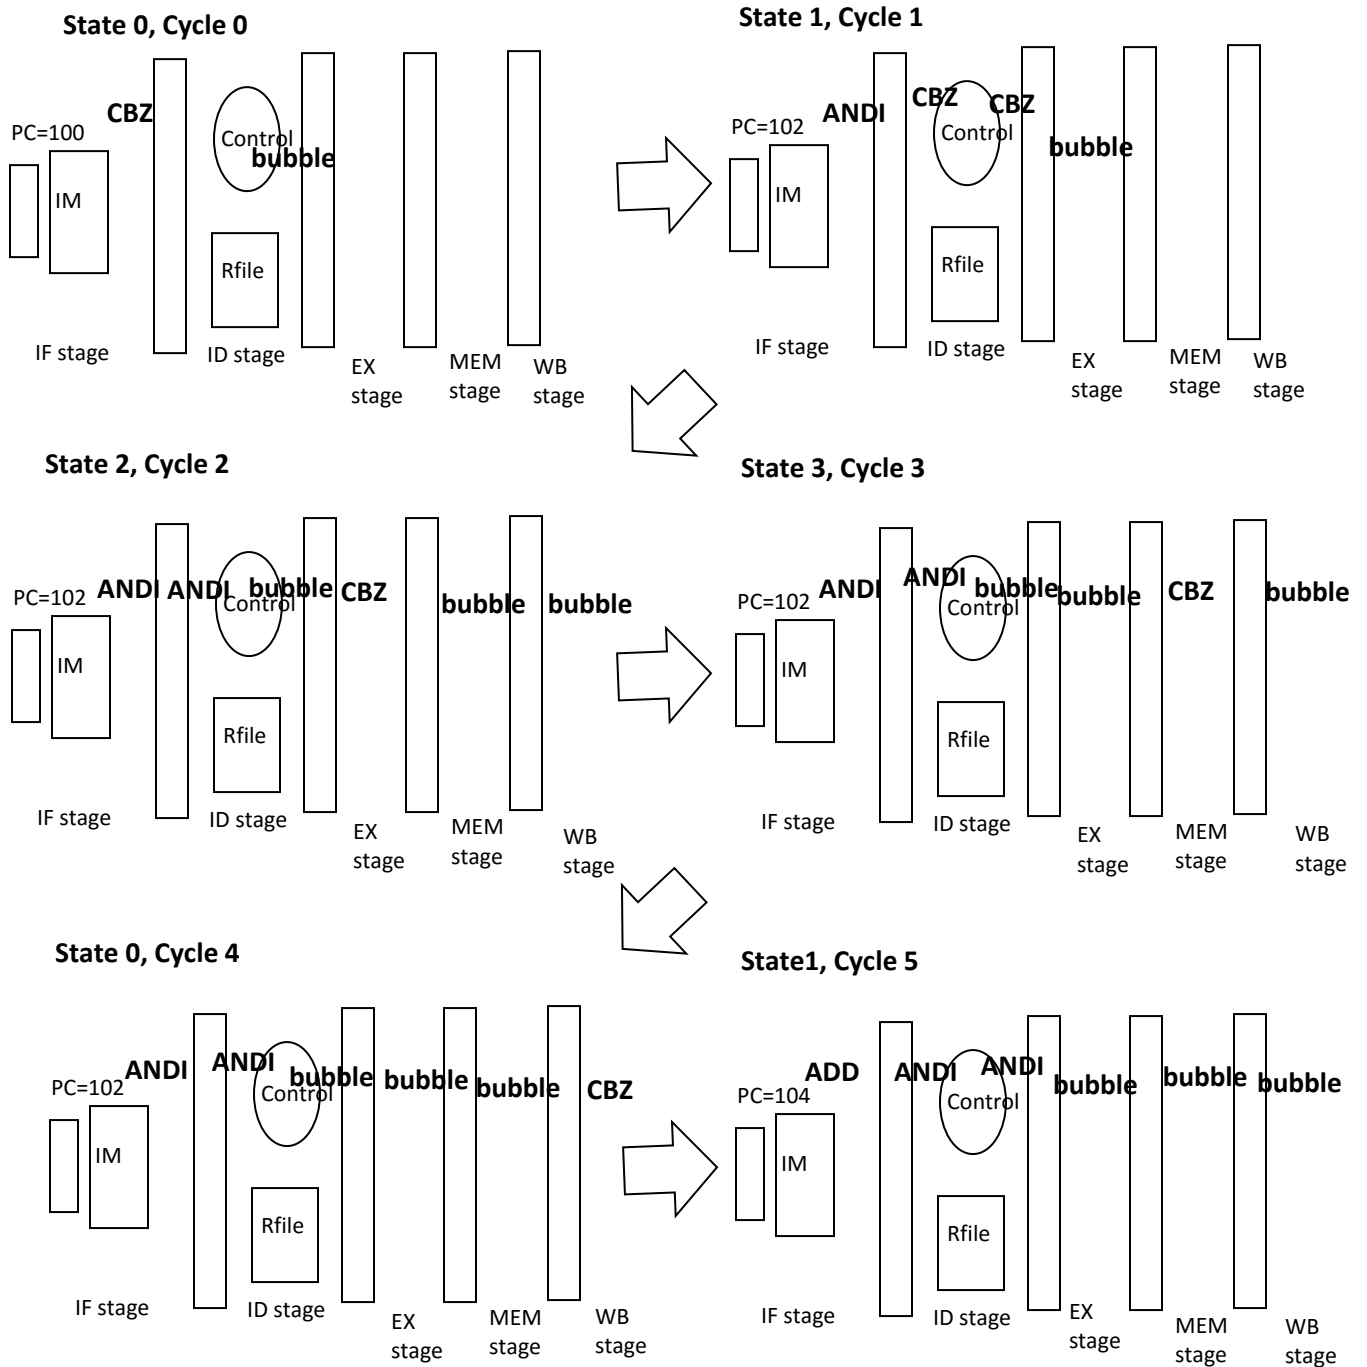 State 0, Cycle 0
CBZ
PC=100
Control
bubble
IM
Rfile
IF stage
ID stage
EX
stage
MEM
stage
WB
stage
State 1, Cycle 1
ANDI
CBZ
CBZ
PC=102
Control
bubble
IM
Rfile
IF stage
ID stage
EX
stage
MEM
stage
WB
stage
State 2, Cycle 2
ANDI
ANDI
bubble
CBZ
PC=102
Control
bubble
bubble
IM
Rfile
IF stage
ID stage
EX
stage
MEM
stage
WB
stage
State 3, Cycle 3
ANDI
ANDI
bubble
bubble
CBZ
bubble
PC=102
Control
IM
Rfile
IF stage
ID stage
EX
stage
MEM
stage
WB
stage
State 0, Cycle 4
ANDI
ANDI
bubble
bubble
bubble
CBZ
PC=102
Control
IM
Rfile
IF stage
ID stage
EX
stage
MEM
stage
WB
stage
State1, Cycle 5
ADD
ANDI
ANDI
bubble
bubble
bubble
PC=104
Control
IM
Rfile
IF stage
ID stage
EX
stage
MEM
stage
WB
stage